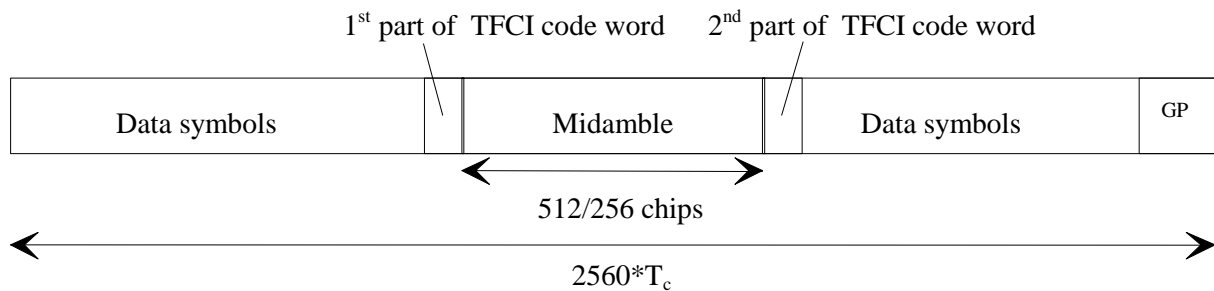 1st part of TFCI code word 2nd part of TFCI code word
Data symbols Midamble Data symbols GP
512/256 chips
2560*Tc